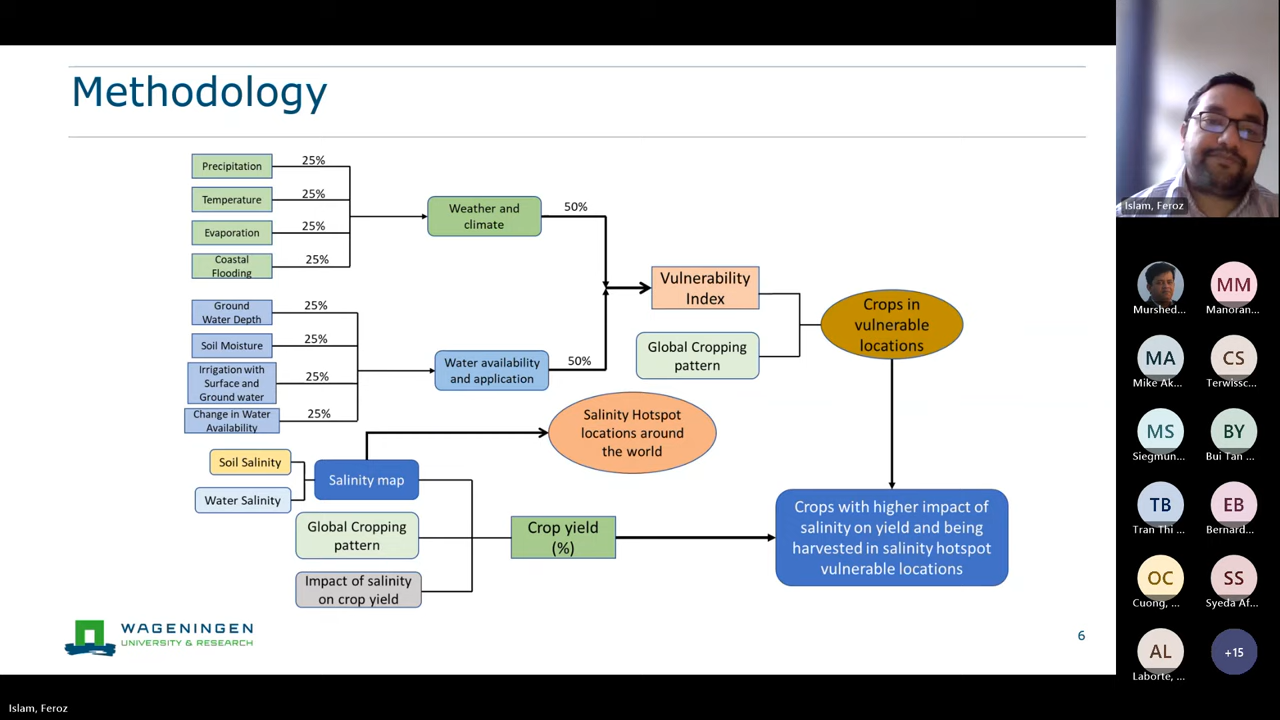 Methodology
Precipitation
25%
Temperature
25%
Evaporation
25%
Coastal
Flooding
25%
Weather and
climate
50%
Ground
Water Depth
25%
Soil Moisture
25%
Irrigation with
Surface and
Ground water
25%
Change in Water
Availability
25%
Water availability
and application
50%
Vulnerability
Index
Global Cropping
pattern
Crops in
vulnerable
locations
Salinity Hotspot
locations around
the world
Soil Salinity
Water Salinity
Salinity map
Global Cropping
pattern
Impact of salinity
on crop yield
Crop yield
(%)
Crops with higher impact of
salinity on yield and being
harvested in salinity hotspot
vulnerable locations
WAGENINGEN
UNIVERSITY & RESEARCH
6
Islam, Feroz
Murshed...
MM
Manoran...
MA
Mike Ak...
CS
Terwissc...
MS
Siegmun...
BY
Bui Tan ...
TB
Tran Thi ...
EB
Bernard...
OC
Cuong, ...
SS
Syeda Af...
AL
Laborte, ...
+15
Islam, Feroz